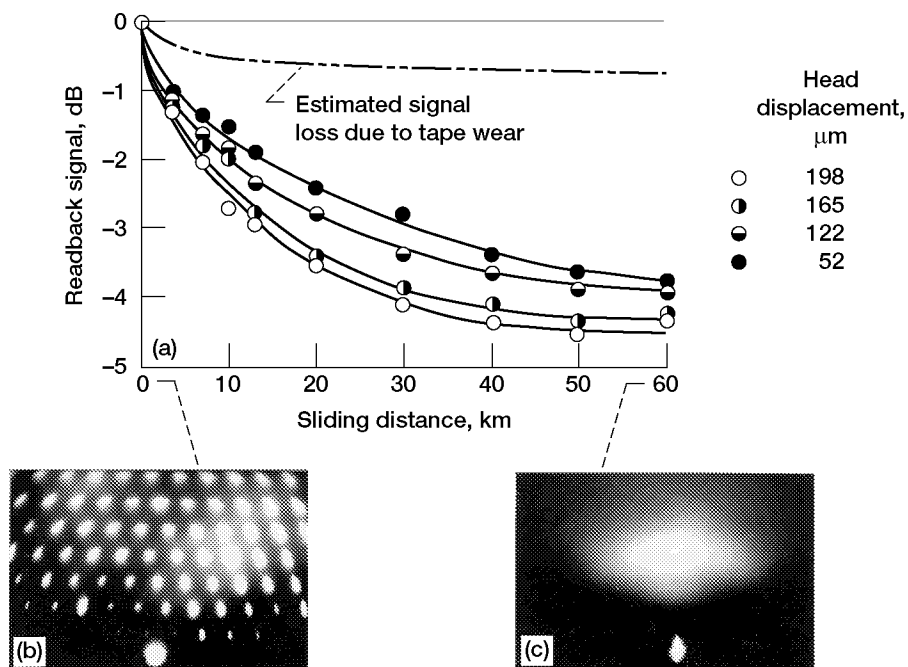 0
−1
−2
−3
−4
−5
Readback signal, dB
Estimated signal
loss due to tape wear
(a)
0
10
20
30
40
50
60
Sliding distance, km
Head
displacement,
μm
198
165
122
52
(b)
(c)